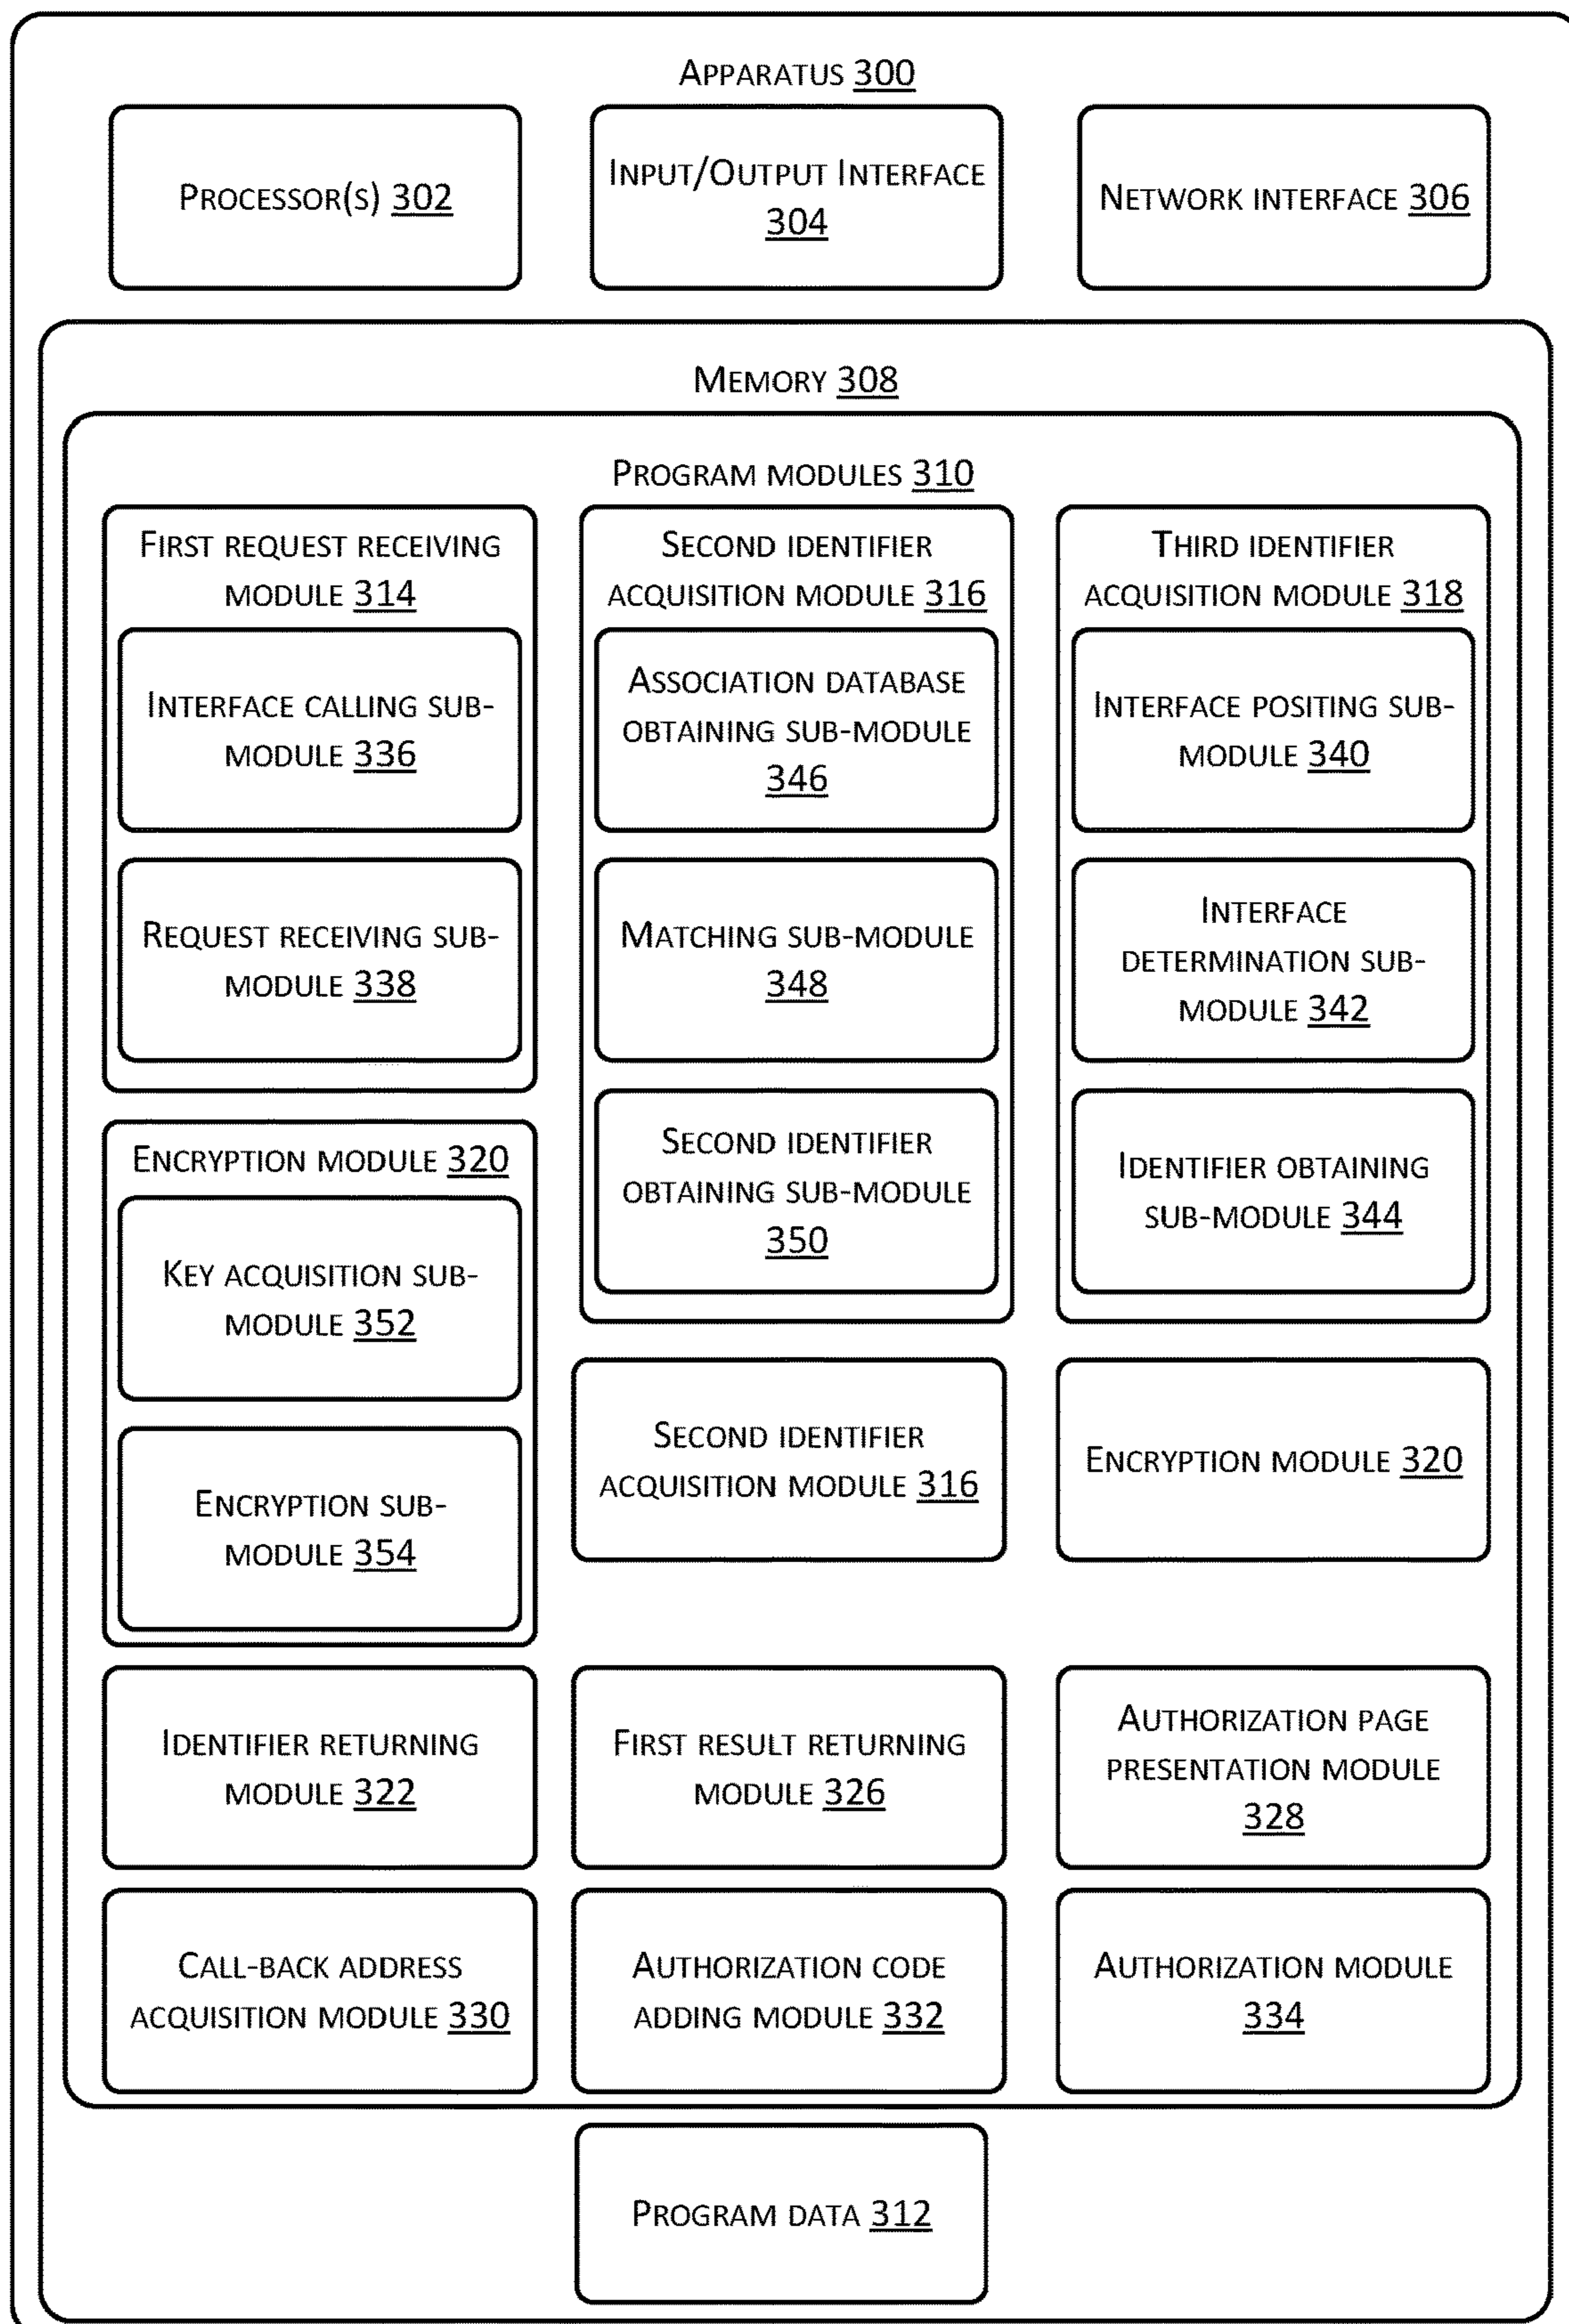 APPARATUS 300
PROCESSOR(S) 302
INPUT/OUTPUT INTERFACE
304
NETWORK INTERFACE 306
MEMORY 308
PROGRAM MODULES 310
FIRST REQUEST RECEIVING
MODULE 314
INTERFACE CALLING SUB-
MODULE 336
REQUEST RECEIVING SUB-
MODULE 338
SECOND IDENTIFIER
ACQUISITION MODULE 316
ASSOCIATION DATABASE
OBTAINING SUB-MODULE
346
MATCHING SUB-MODULE
348
SECOND IDENTIFIER
OBTAINING SUB-MODULE
350
THIRD IDENTIFIER
ACQUISITION MODULE 318
INTERFACE POSITING SUB-
MODULE 340
INTERFACE
DETERMINATION SUB-
MODULE 342
IDENTIFIER OBTAINING
SUB-MODULE 344
ENCRYPTION MODULE 320
KEY ACQUISITION SUB-
MODULE 352
ENCRYPTION SUB-
MODULE 354
SECOND IDENTIFIER
ACQUISITION MODULE 316
ENCRYPTION MODULE 320
IDENTIFIER RETURNING
MODULE 322
FIRST RESULT RETURNING
MODULE 326
AUTHORIZATION PAGE
PRESENTATION MODULE
328
CALL-BACK ADDRESS
ACQUISITION MODULE 330
AUTHORIZATION CODE
ADDING MODULE 332
AUTHORIZATION MODULE
334
PROGRAM DATA 312